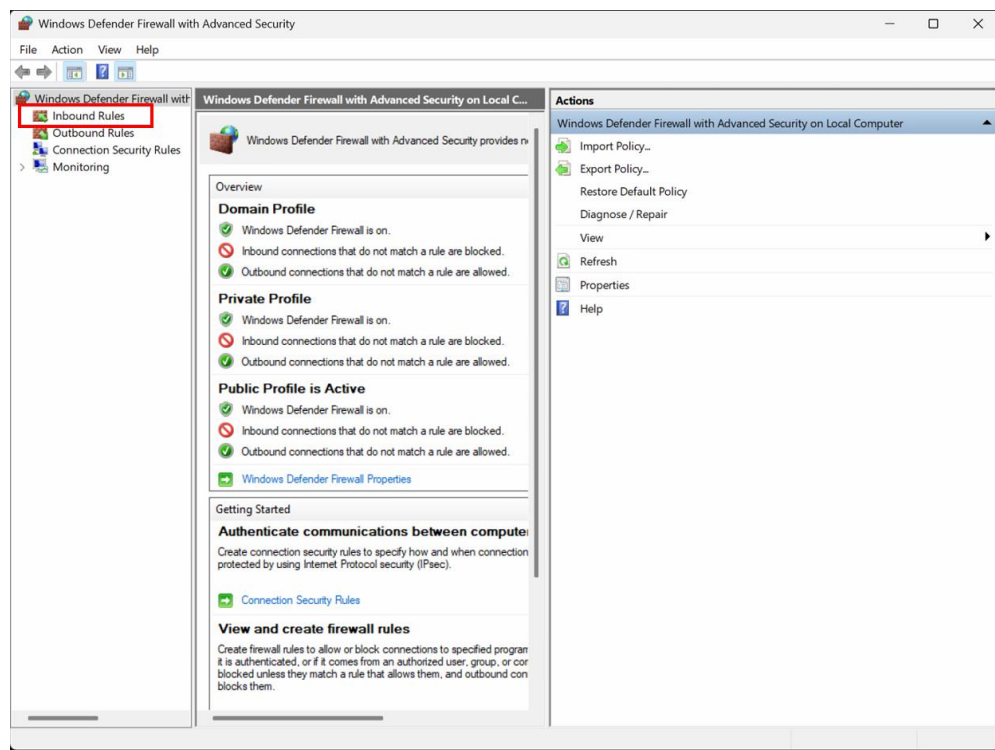 Windows Defender Firewall with Advanced Security
File Action View Help
Windows Defender Firewall with
Inbound Rules
Outbound Rules
Connection Security Rules
Monitoring
Windows Defender Firewall with Advanced Security on Local C...
Windows Defender Firewall with Advanced Security provides n
Overview
Domain Profile
Windows Defender Firewall is on.
Inbound connections that do not match a rule are blocked.
Outbound connections that do not match a rule are allowed.
Private Profile
Windows Defender Firewall is on.
Inbound connections that do not match a rule are blocked.
Outbound connections that do not match a rule are allowed.
Public Profile is Active
Windows Defender Firewall is on.
Inbound connections that do not match a rule are blocked.
Outbound connections that do not match a rule are allowed.
Windows Defender Firewall Properties
Getting Started
Authenticate communications between compute
Create connection security rules to specify how and when connection
protected by using Internet Protocol security (IPsec).
Connection Security Rules
View and create firewall rules
Create firewall rules to allow or block connections to specified program
it is authenticated, or if it comes from an authorized user, group, or con
blocked unless they match a rule that allows them, and outbound con
blocks them.
Actions
Windows Defender Firewall with Advanced Security on Local Computer
Import Policy...
Export Policy...
Restore Default Policy
Diagnose / Repair
View
Refresh
Properties
Help